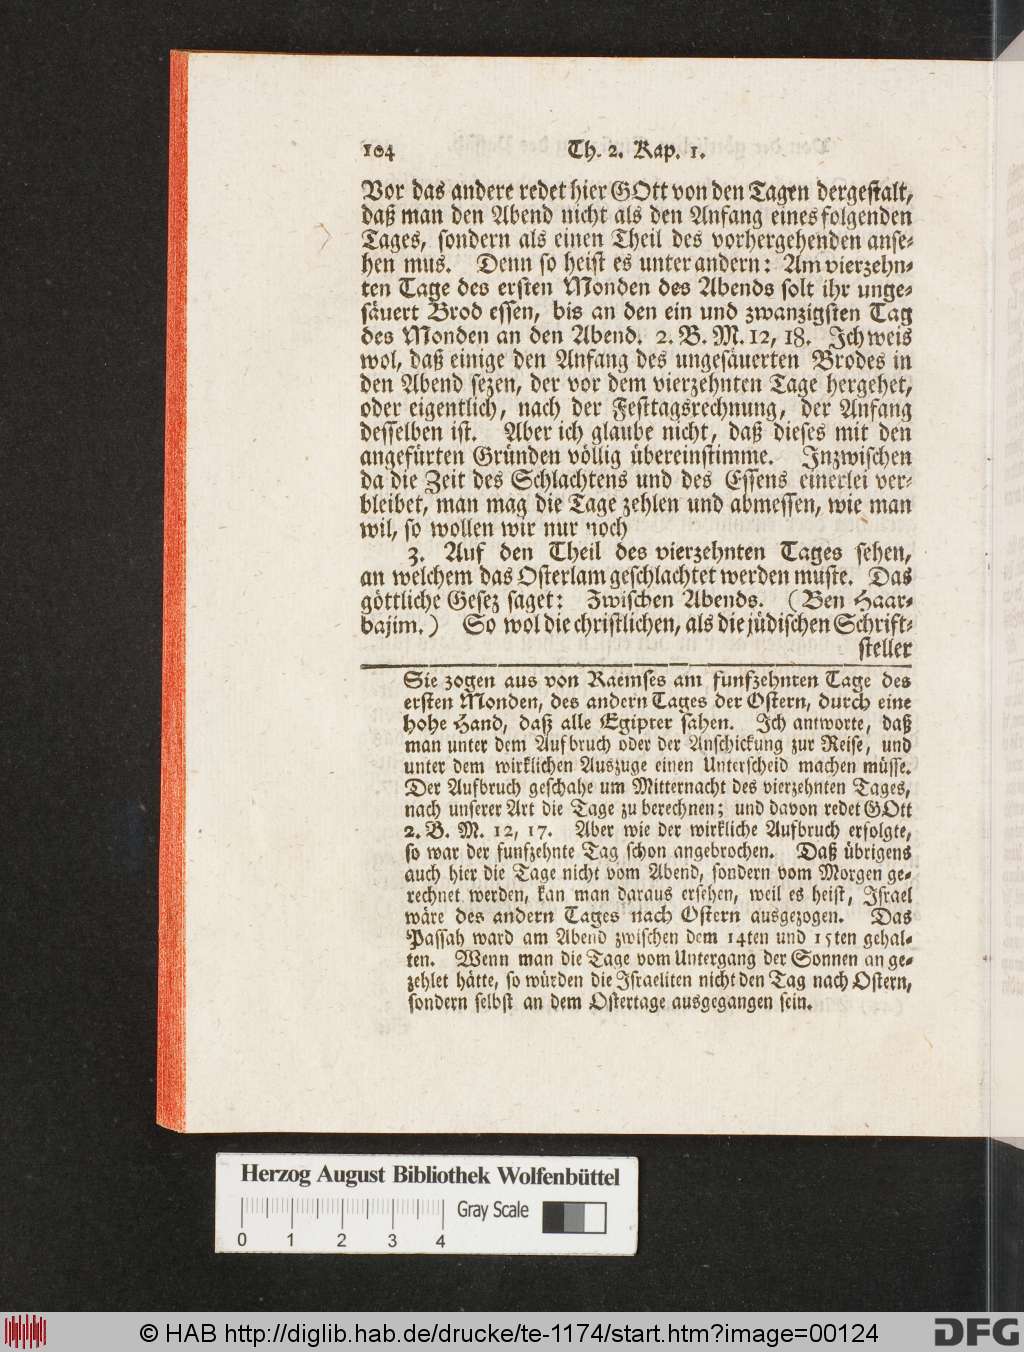 104 Th. 2. Kap. 1.
Vor das andere redet hier GOtt von den Tagen dergestalt,
daß man den Abend nicht als den Anfang eines folgenden
Tages, sondern als einen Theil des vorhergehenden anse-
hen mus. Denn so heist es unter andern: Am vierzehn-
ten Tage des ersten Monden des Abends solt ihr unge-
säuert Brod essen, bis an den ein und zwanzigsten Tag
des Monden an den Abend. 2. B. M. 12, 18. Ich weis
wol, daß einige den Anfang des ungesäuerten Brodes in
den Abend sezen, der vor dem vierzehnten Tage hergehet,
oder eigentlich, nach der Festtagsrechnung, der Anfang
desselben ist. Aber ich glaube nicht, daß dieses mit den
angefürten Gründen völlig übereinstimme. Inzwischen
da die Zeit des Schlachtens und des Essens einerlei ver-
bleibet, man mag die Tage zehlen und abmessen, wie man
wil, so wollen wir nur noch
3. Auf den Theil des vierzehnten Tages sehen,
an welchem das Osterlam geschlachtet werden muste. Das
göttliche Gesez saget: Zwischen Abends. (Ben Haar-
bajim.) So wol die christlichen, als die jüdischen Schrift-
steller
Sie zogen aus von Raemses am funfzehnten Tage des
ersten Monden, des andern Tages der Ostern, durch eine
hohe Hand, daß alle Egipter sahen. Ich antworte, daß
man unter dem Aufbruch oder der Anschickung zur Reise, und
unter dem wirklichen Auszuge einen Unterscheid machen müsse.
Der Aufbruch geschahe um Mitternacht des vierzehnten Tages,
nach unserer Art die Tage zu berechnen; und davon redet GOtt
2. B. M. 12, 17. Aber wie der wirkliche Aufbruch erfolgte,
so war der funfzehnte Tag schon angebrochen. Daß übrigens
auch hier die Tage nicht vom Abend, sondern vom Morgen ge-
rechnet werden, kan man daraus ersehen, weil es heist, Israel
wäre des andern Tages nach Ostern ausgezogen. Das
Passah ward am Abend zwischen dem 14ten und 15ten gehal-
ten. Wenn man die Tage vom Untergang der Sonnen an ge-
zehlet hätte, so würden die Israeliten nicht den Tag nach Ostern,
sondern selbst an dem Ostertage ausgegangen sein.
Herzog August Bibliothek Wolfenbüttel
Gray Scale
0 1 2 3 4
© HAB http://diglib.hab.de/drucke/te-1174/start.htm?image=00124
DFG